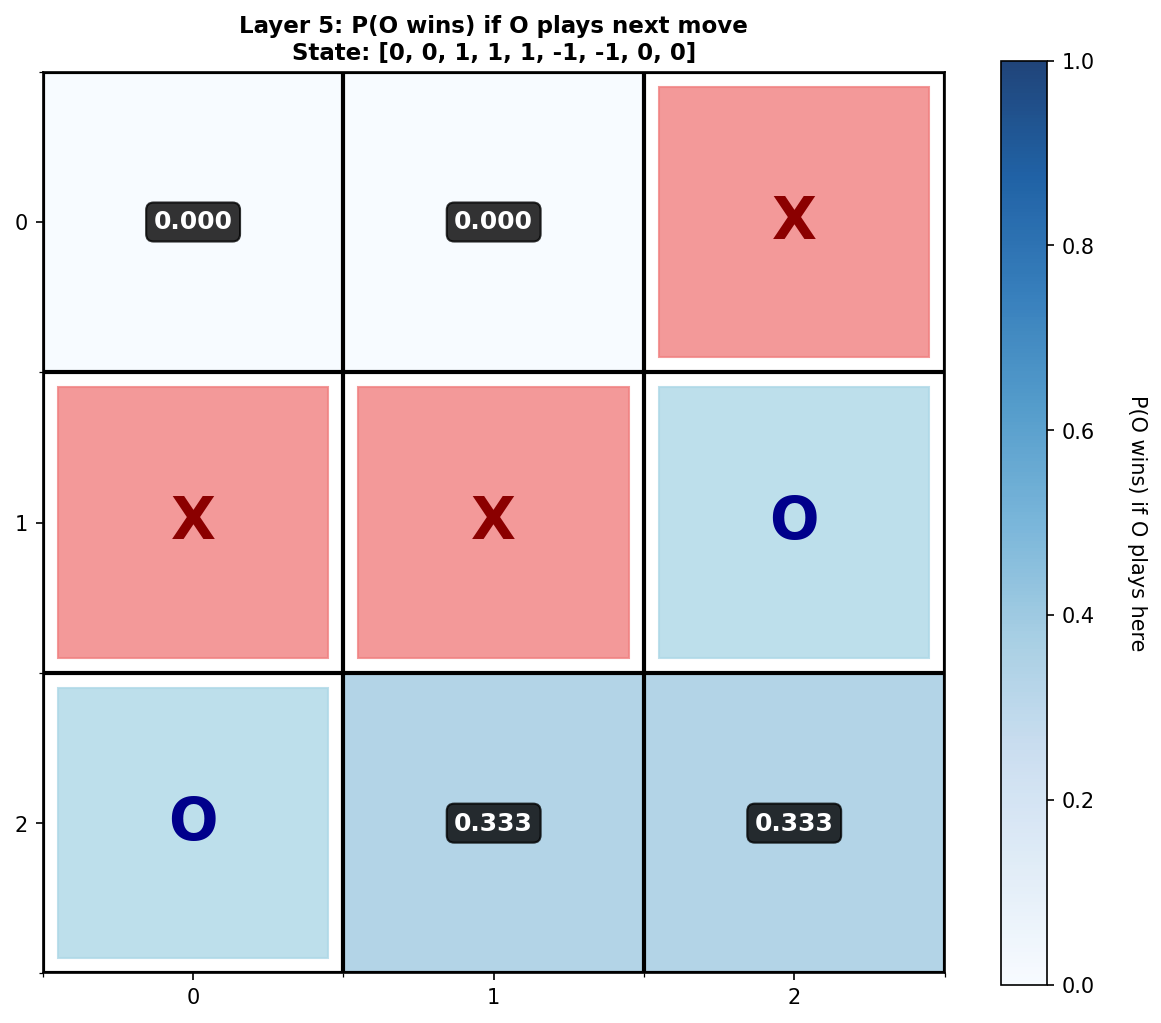 Layer 5: P(O wins) if O plays next move
State: [0, 0, 1, 1, 1, -1, -1, 0, 0]
0
0.000
0.000
X
1
X
X
O
2
O
0.333
0.333
0
1
2
1.0
0.8
0.6
0.4
0.2
0.0
P(O wins) if O plays here